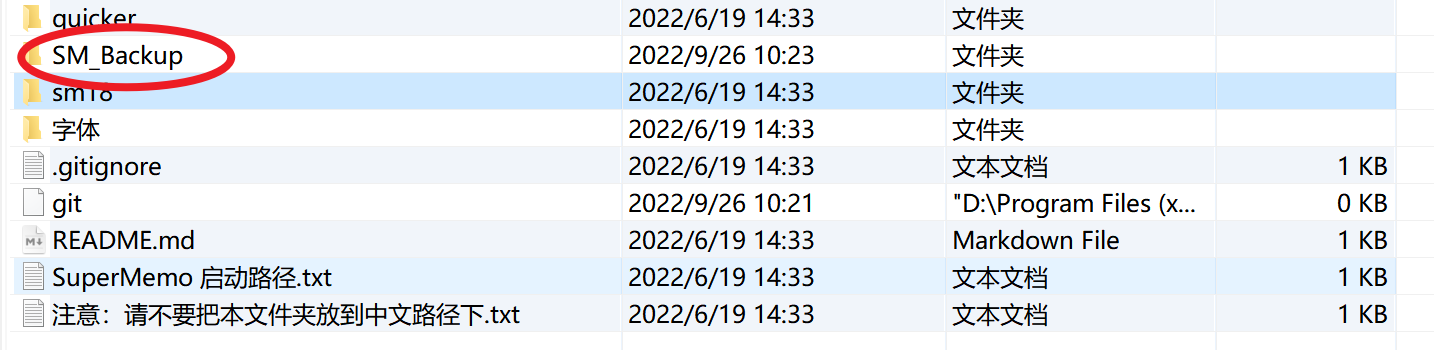 quicker 2022/6/19 14:33 文件夹
SM_Backup 2022/9/26 10:23 文件夹
sm18 2022/6/19 14:33 文件夹
字体 2022/6/19 14:33 文件夹
.gitignore 2022/6/19 14:33 文本文档 1 KB
git 2022/9/26 10:21 "D:\Program Files (x... 0 KB
README.md 2022/6/19 14:33 Markdown File 1 KB
SuperMemo 启动路径.txt 2022/6/19 14:33 文本文档 1 KB
注意：请不要把本文件夹放到中文路径下.txt 2022/6/19 14:33 文本文档 1 KB